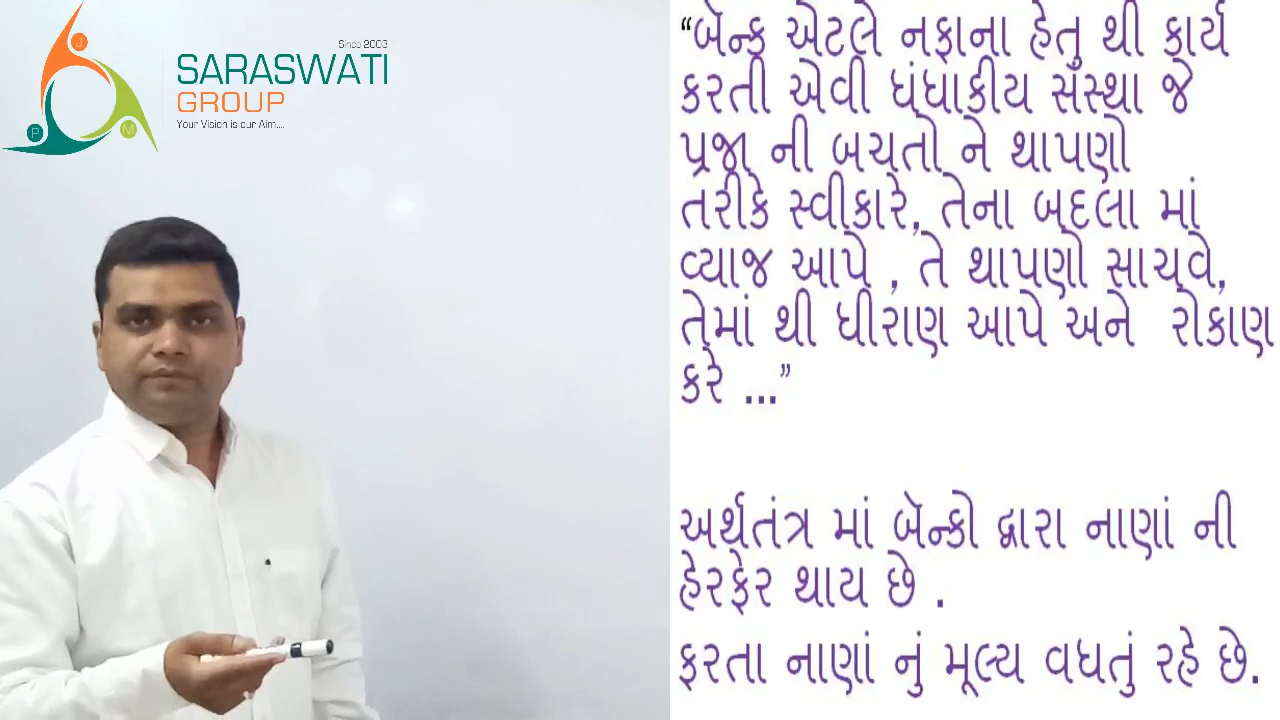 Since 2003
SARASWATI
GROUP
Your Vision is our Aim....
J
P
M
“બૅન્ક એટલે નફાના હેતુ થી કાર્ય
કરતી એવી ધંધાકીય સંસ્થા જે
પ્રજા ની બચતો ને થાપણો
તરીકે સ્વીકારે, તેના બદલા માં
વ્યાજ આપે , તે થાપણો સાચવે,
તેમાં થી ધીરાણ આપે અને રોકાણ
કરે ...”
અર્થતંત્ર માં બૅન્કો દ્વારા નાણાં ની
હેરફેર થાય છે .
ફરતા નાણાં નું મૂલ્ય વધતું રહે છે.